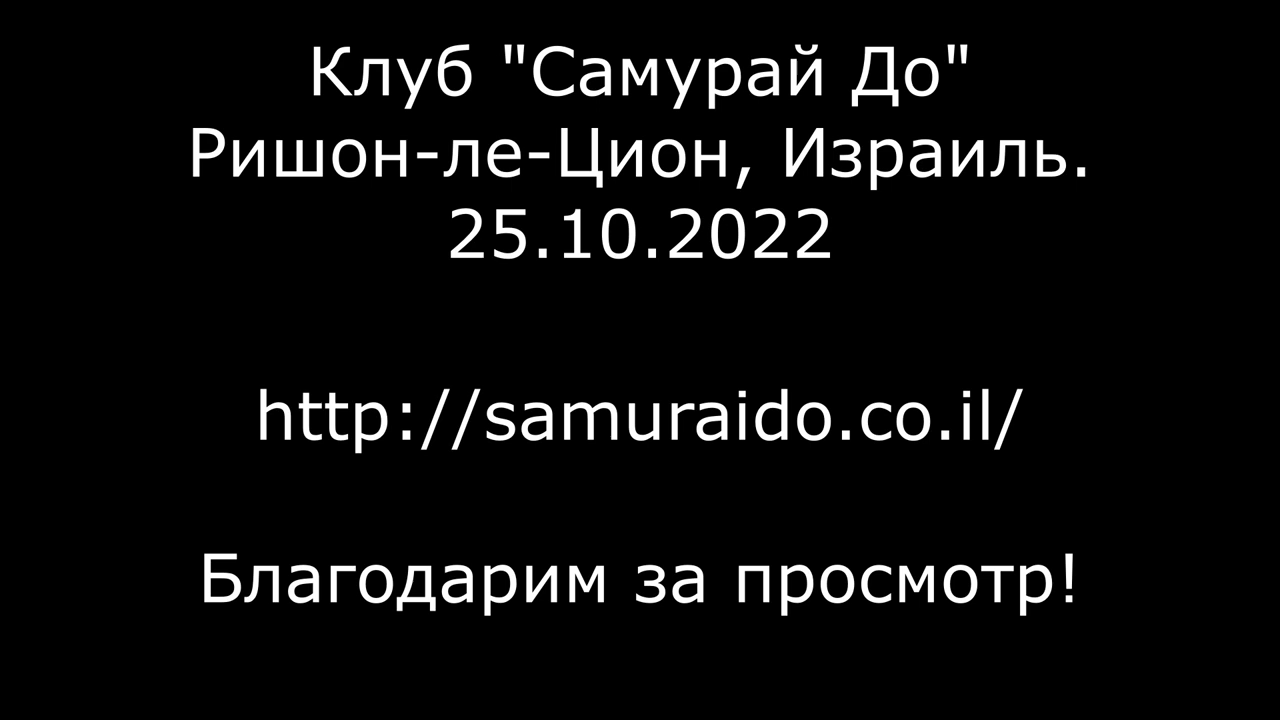 Клуб "Самурай До"
Ришон-ле-Цион, Израиль.
25.10.2022
http://samuraido.co.il/
Благодарим за просмотр!